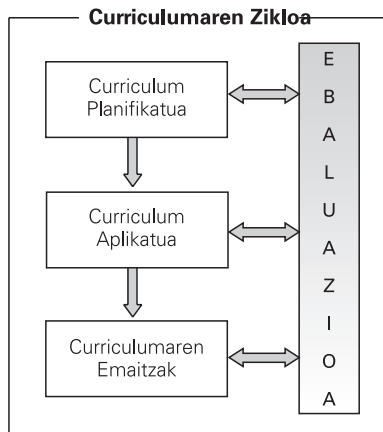 Curriculumaren Zikloa
Curriculum
Planifikatua
Curriculum
Aplikatua
Curriculumaren
Emaitzak
E
B
A
L
U
A
Z
I
O
A